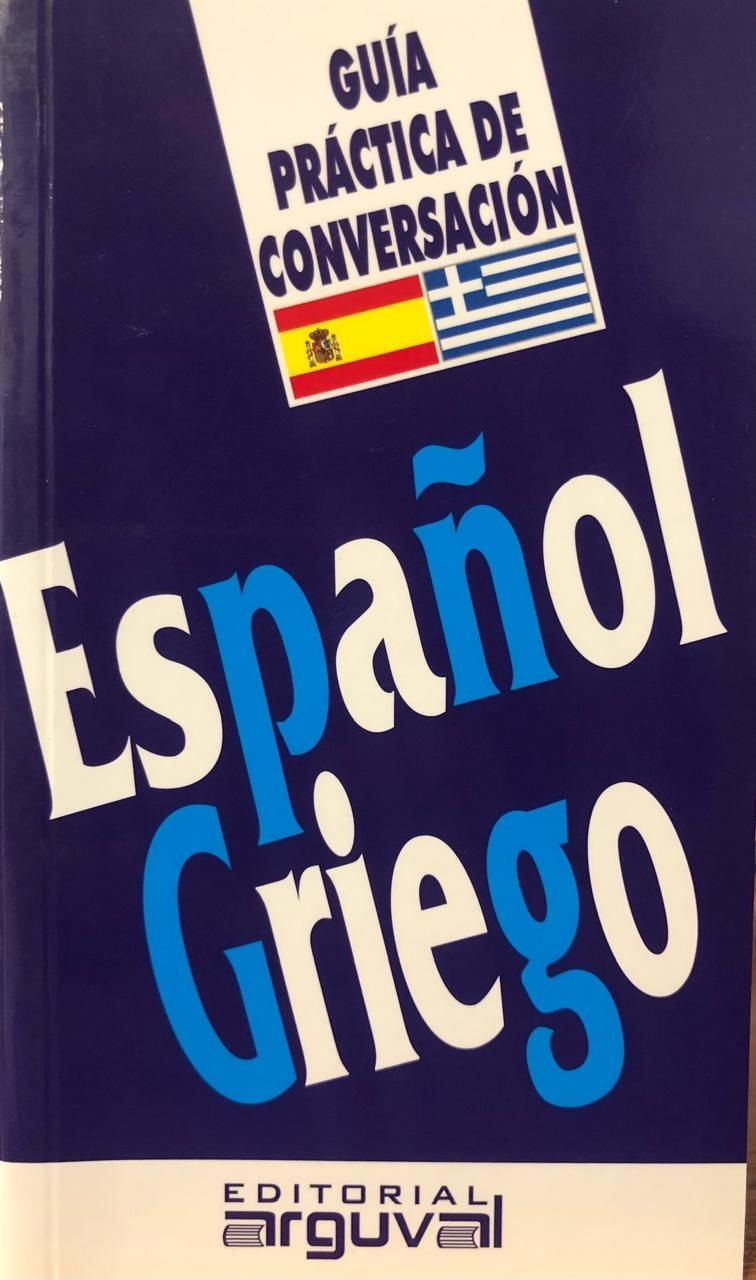 GUÍA
PRÁCTICA DE
CONVERSACIÓN
Español
Griego
EDITORIAL
arguval